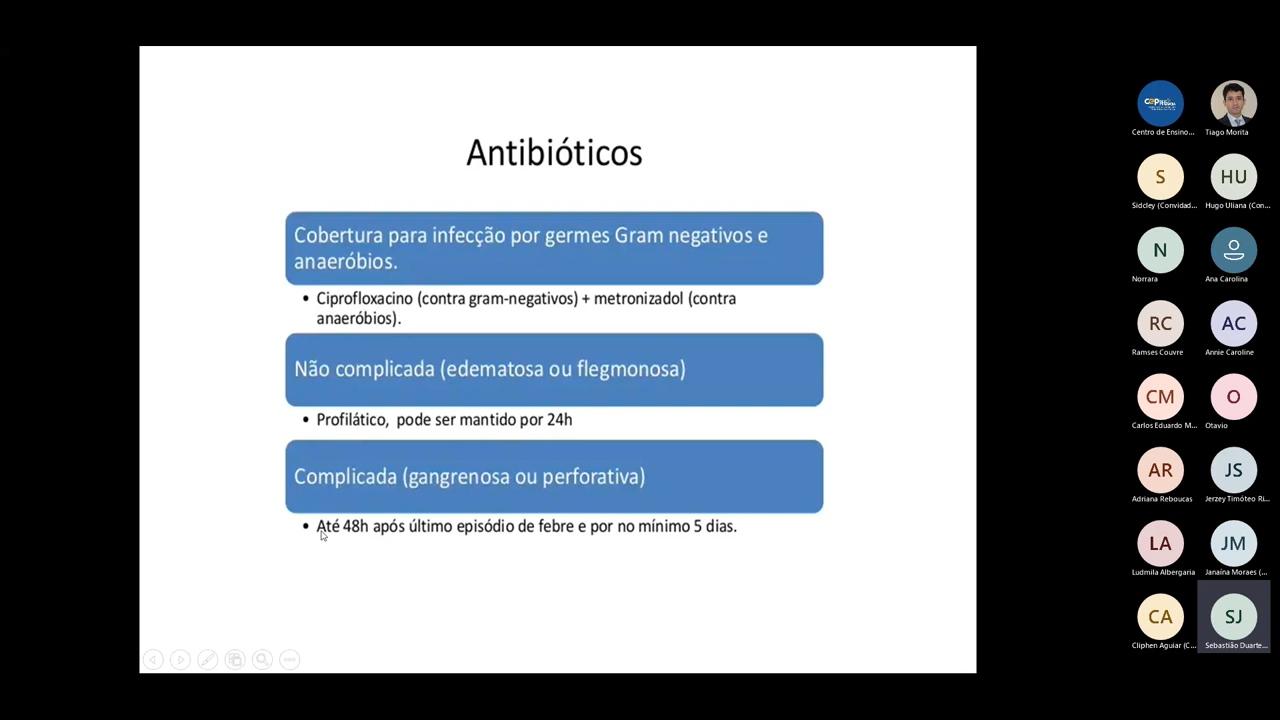 Antibióticos
Cobertura para infecção por germes Gram negativos e
anaeróbios.
• Ciprofloxacino (contra gram-negativos) + metronizadol (contra
anaeróbios).
Não complicada (edematosa ou flegmonosa)
• Profilático, pode ser mantido por 24h
Complicada (gangrenosa ou perforativa)
• Até 48h após último episódio de febre e por no mínimo 5 dias.
Centro de Ensino...
Tiago Morita
S
HU
Sidcley (Convidad...
Hugo Uliana (Con...
N
Norrara
Ana Carolina
RC
AC
Ramses Couvre
Annie Caroline
CM
O
Carlos Eduardo M...
Otavio
AR
JS
Adriana Reboucas
Jerzey Timóteo Ri...
LA
JM
Ludmila Albergaria
Janaína Moraes (...
CA
SJ
Cliphen Aguiar (C...
Sebastião Duarte...